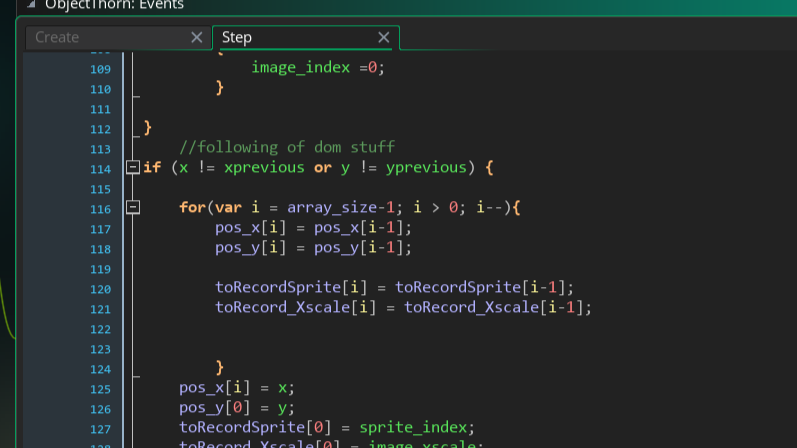 ObjectThorn: Events
Create
Step
109 image_index =0;
110 }
111
112 }
113 //following of dom stuff
114 if (x != xprevious or y != yprevious) {
115
116 for(var i = array_size-1; i > 0; i--){
117 pos_x[i] = pos_x[i-1];
118 pos_y[i] = pos_y[i-1];
119
120 toRecordSprite[i] = toRecordSprite[i-1];
121 toRecord_Xscale[i] = toRecord_Xscale[i-1];
122
123
124 }
125 pos_x[i] = x;
126 pos_y[0] = y;
127 toRecordSprite[0] = sprite_index;
128 toRecord_Xscale[0] = image_xscale;